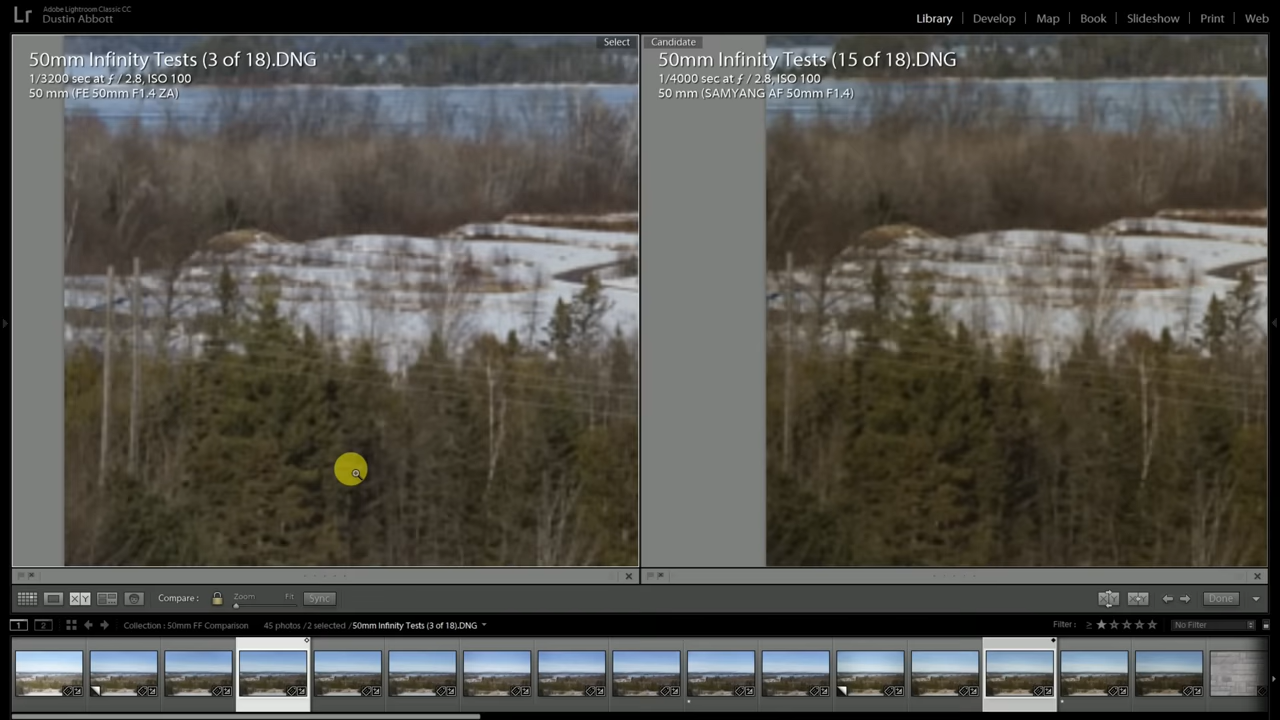 Lr
Adobe Lightroom Classic CC
Dustin Abbott
Library | Develop | Map | Book | Slideshow | Print | Web
Select
50mm Infinity Tests (3 of 18).DNG
1/3200 sec at ƒ / 2.8, ISO 100
50 mm (FE 50mm F1.4 ZA)
Candidate
50mm Infinity Tests (15 of 18).DNG
1/4000 sec at ƒ / 2.8, ISO 100
50 mm (SAMYANG AF 50mm F1.4)
XY
Compare :
Zoom
Fit
Sync
Done
1
2
Collection : 50mm FF Comparison
45 photos / 2 selected / 50mm Infinity Tests (3 of 18).DNG
Filter :
No Filter